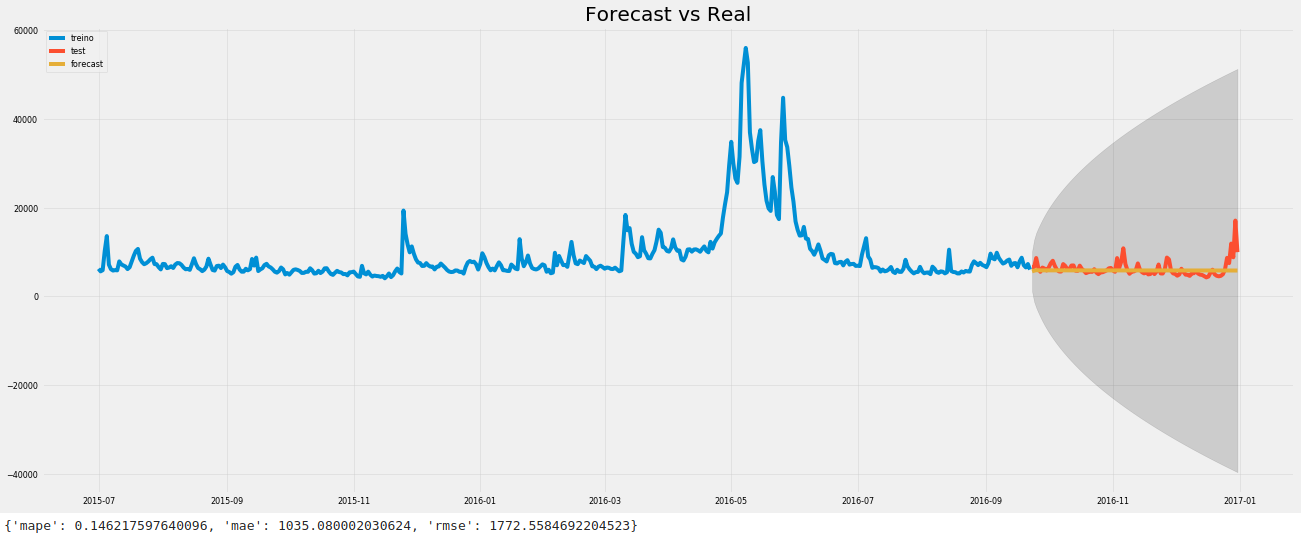 Forecast vs Real
treino
test
forecast
60000
40000
20000
0
−20000
−40000
2015-07 2015-09 2015-11 2016-01 2016-03 2016-05 2016-07 2016-09 2016-11 2017-01
{'mape': 0.146217597640096, 'mae': 1035.080002030624, 'rmse': 1772.5584692204523}